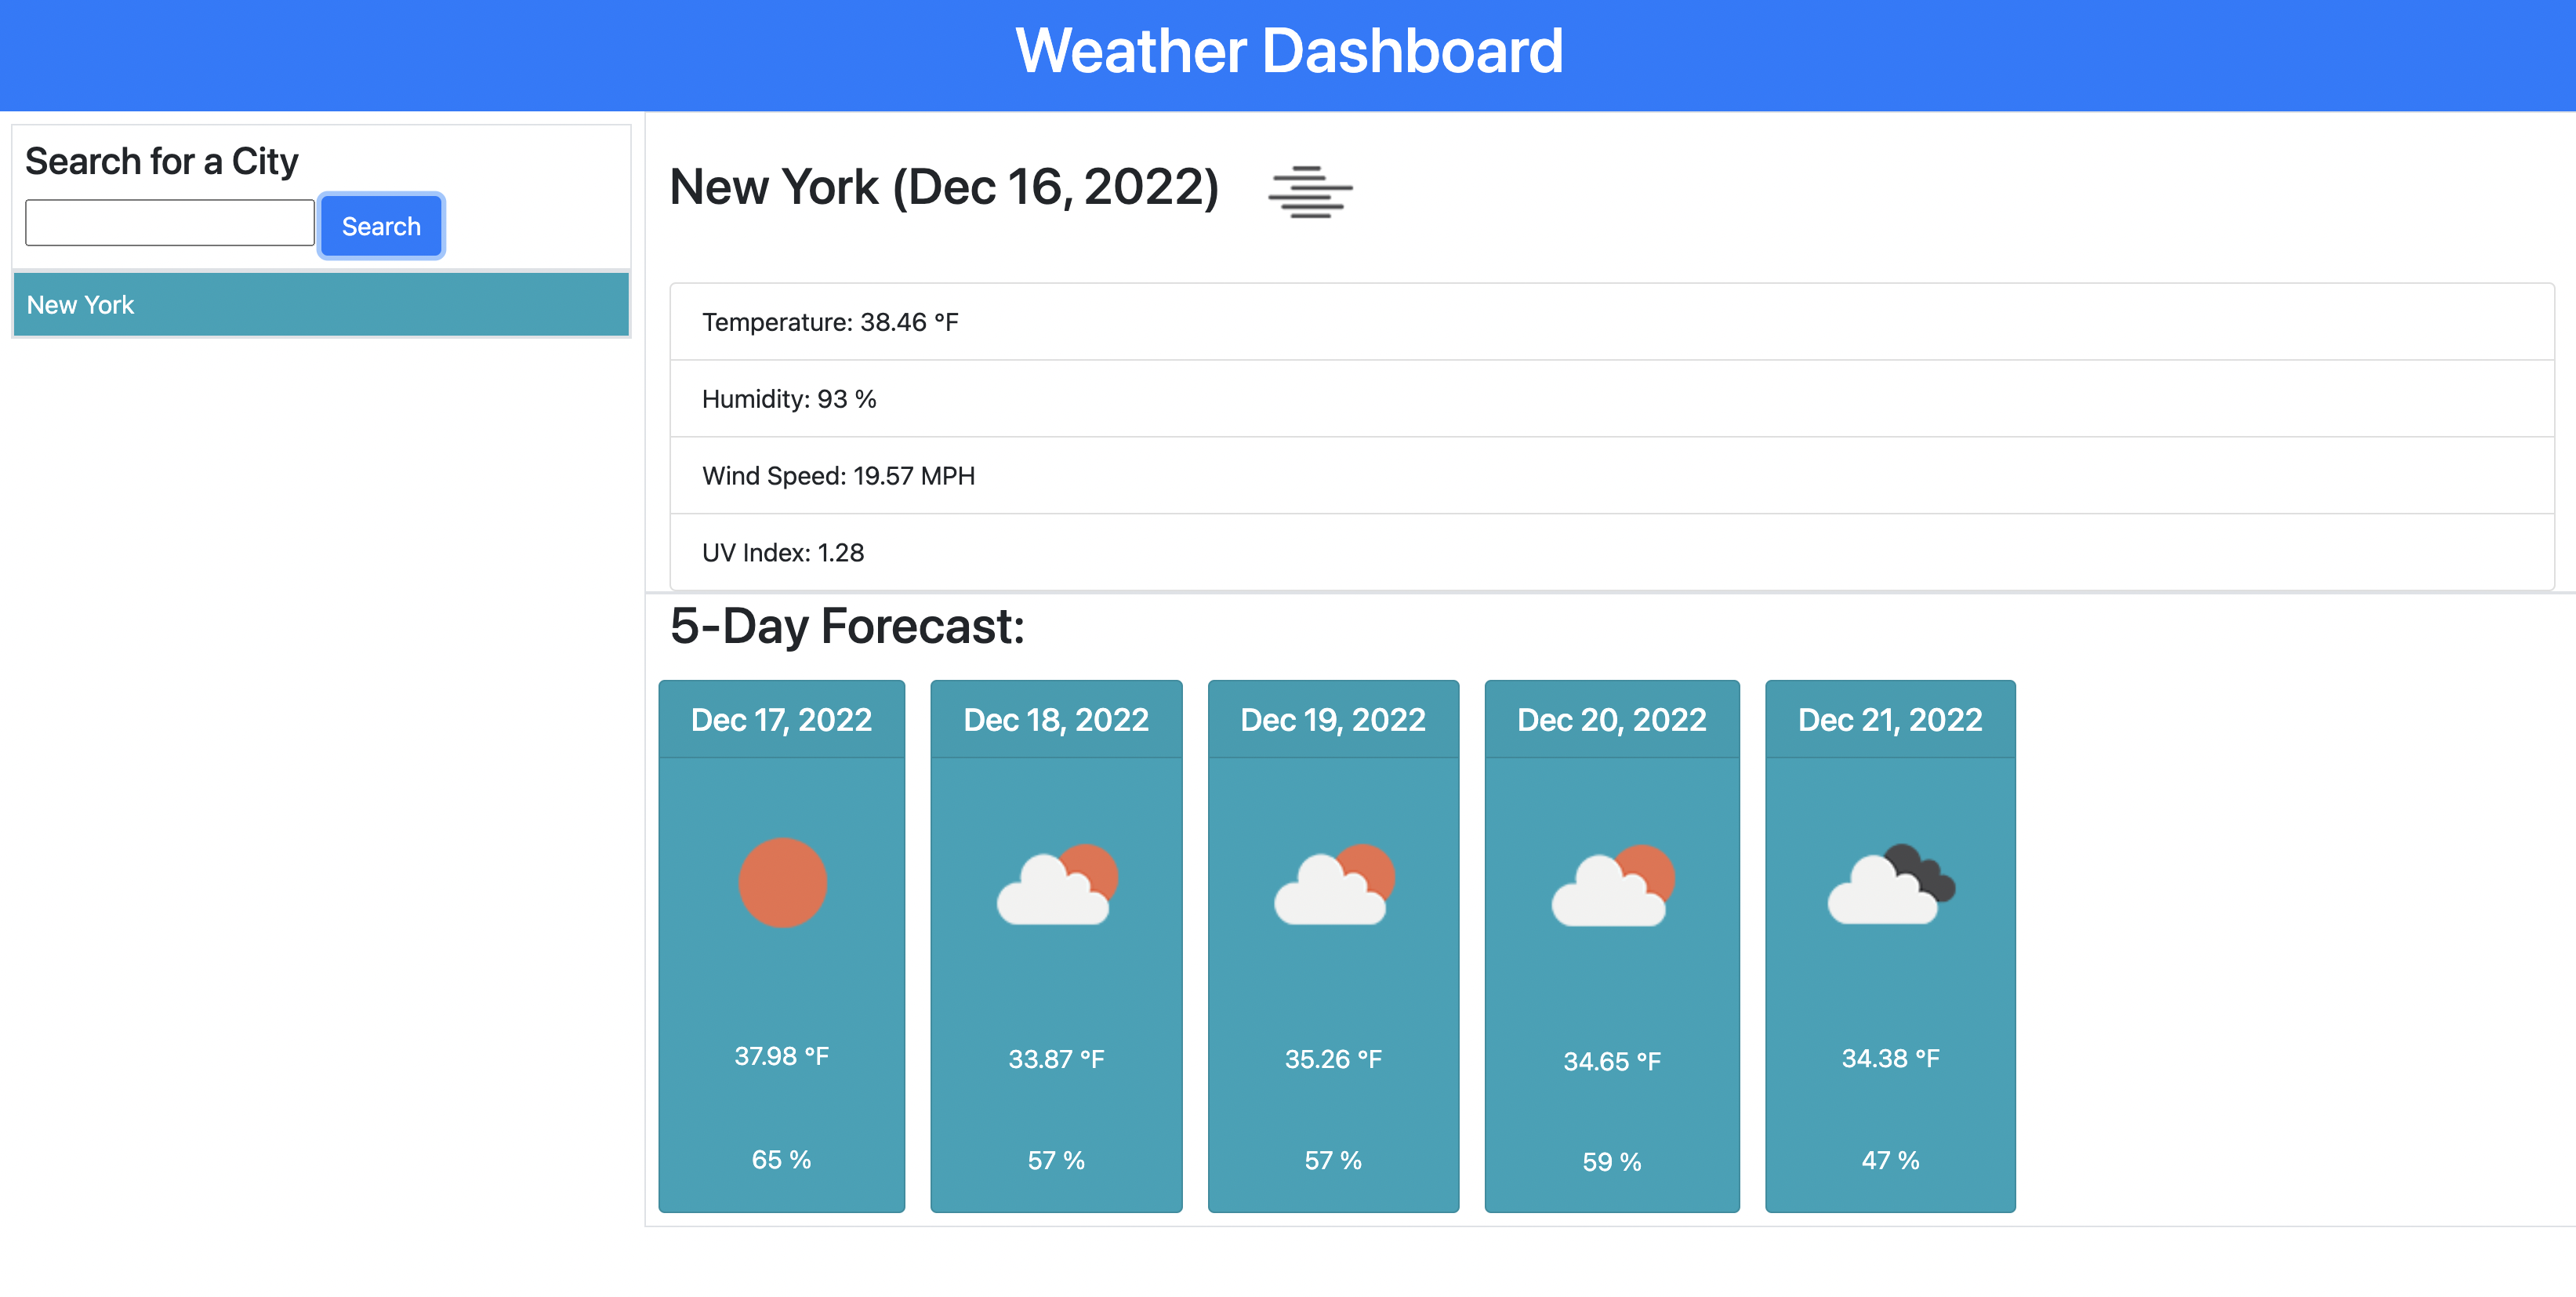 Weather Dashboard
Search for a City
Search
New York
New York (Dec 16, 2022)
Temperature: 38.46 °F
Humidity: 93 %
Wind Speed: 19.57 MPH
UV Index: 1.28
5-Day Forecast:
Dec 17, 2022
37.98 °F
65 %
Dec 18, 2022
33.87 °F
57 %
Dec 19, 2022
35.26 °F
57 %
Dec 20, 2022
34.65 °F
59 %
Dec 21, 2022
34.38 °F
47 %